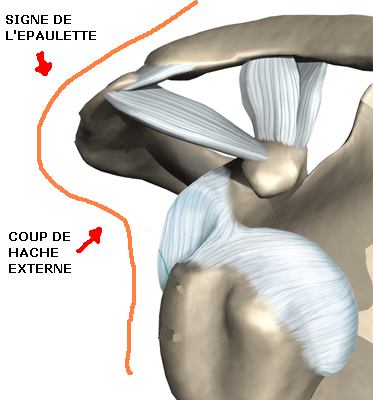 SIGNE DE
L'EPAULETTE
COUP DE
HACHE
EXTERNE